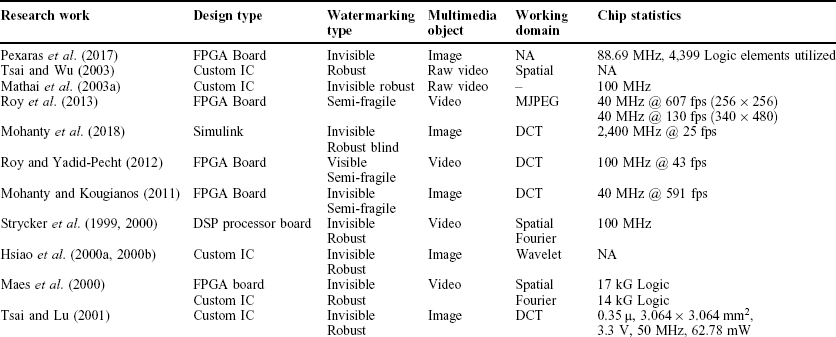 Research work Design type Watermarking type Multimedia object Working domain Chip statistics
Pexaras et al. (2017) FPGA Board Invisible Image NA 88.69 MHz, 4,399 Logic elements utilized
Tsai and Wu (2003) Custom IC Robust Raw video Spatial NA
Mathai et al. (2003a) Custom IC Invisible robust Raw video – 100 MHz
Roy et al. (2013) FPGA Board Semi-fragile Video MJPEG 40 MHz @ 607 fps (256 × 256)
40 MHz @ 130 fps (340 × 480)
Mohanty et al. (2018) Simulink Invisible Image DCT 2,400 MHz @ 25 fps
Robust blind
Roy and Yadid-Pecht (2012) FPGA Board Visible Video DCT 100 MHz @ 43 fps
Semi-fragile
Mohanty and Kougianos (2011) FPGA Board Invisible Image DCT 40 MHz @ 591 fps
Semi-fragile
Strycker et al. (1999, 2000) DSP processor board Invisible Video Spatial 100 MHz
Robust Fourier
Hsiao et al. (2000a, 2000b) Custom IC Invisible Image Wavelet NA
Robust
Maes et al. (2000) FPGA board Invisible Video Spatial 17 kG Logic
Custom IC Robust Fourier 14 kG Logic
Tsai and Lu (2001) Custom IC Invisible Image DCT 0.35 μ, 3.064 × 3.064 mm²,
Robust 3.3 V, 50 MHz, 62.78 mW